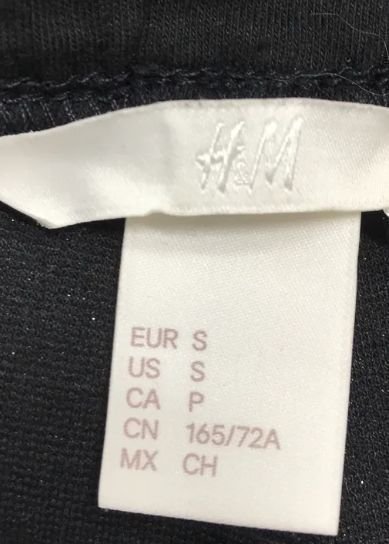 H&M
EUR S
US S
CA P
CN 165/72A
MX CH